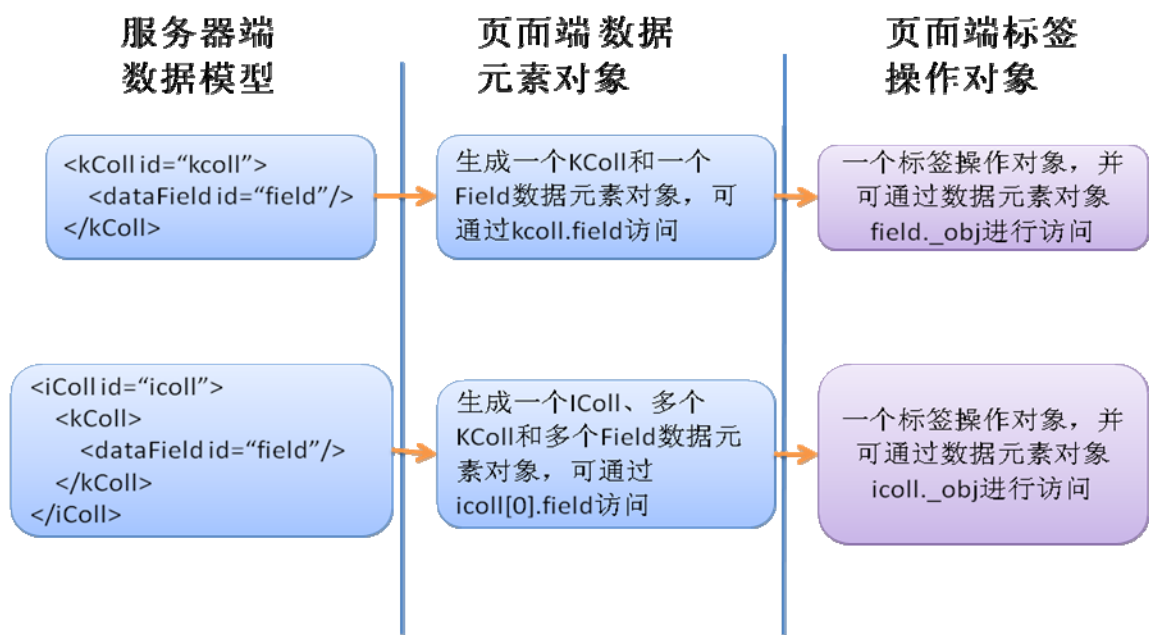 服务器端
数据模型
页面端数据
元素对象
页面端标签
操作对象
<kColl id=“kcoll”>
<dataField id=“field”/>
</kColl>
生成一个KColl和一个
Field数据元素对象，可
通过kcoll.field访问
一个标签操作对象，并
可通过数据元素对象
field._obj进行访问
<iColl id=“icoll”>
<kColl>
<dataField id=“field”/>
</kColl>
</iColl>
生成一个IColl、多个
KColl和多个Field数据元
素对象，可通过
icoll[0].field访问
一个标签操作对象，并
可通过数据元素对象
icoll._obj进行访问